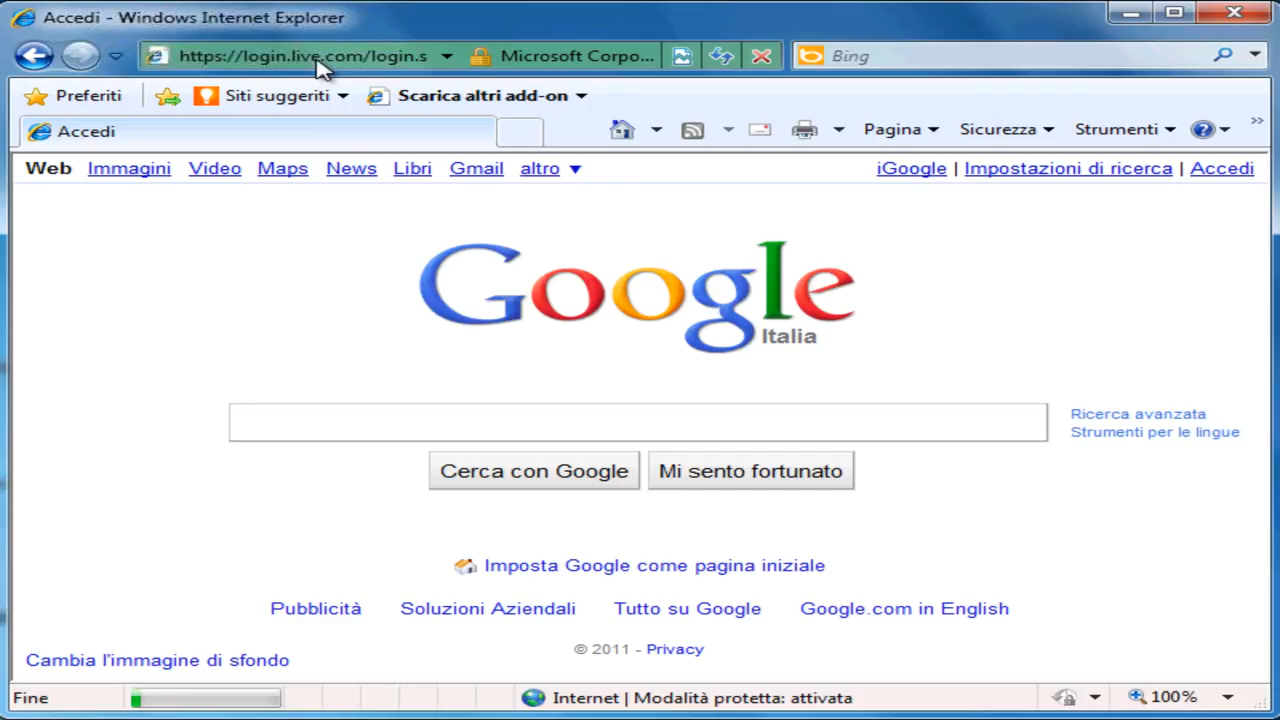 Accedi - Windows Internet Explorer
https://login.live.com/login.s Microsoft Corpo... Bing
Preferiti Siti suggeriti Scarica altri add-on
Accedi Pagina Sicurezza Strumenti »
Web Immagini Video Maps News Libri Gmail altro iGoogle | Impostazioni di ricerca | Accedi
Google
Italia
Ricerca avanzata
Strumenti per le lingue
Cerca con Google Mi sento fortunato
Imposta Google come pagina iniziale
Pubblicità Soluzioni Aziendali Tutto su Google Google.com in English
© 2011 - Privacy
Cambia l'immagine di sfondo
Fine Internet | Modalità protetta: attivata 100%